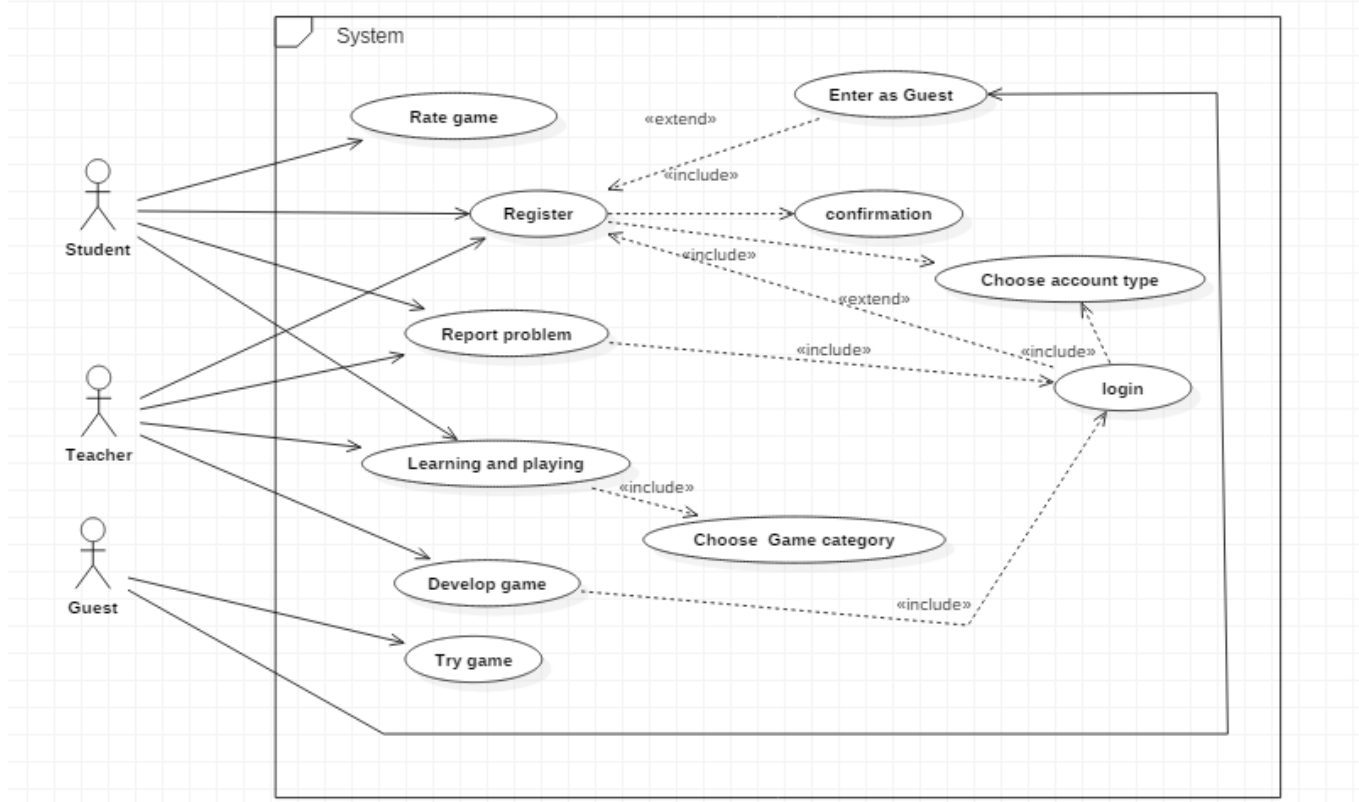 System
Enter as Guest
Rate game
«extend»
«include»
Register
confirmation
Student
«include»
Choose account type
«extend»
Report problem
«include»
«include»
login
Teacher
Learning and playing
«include»
Choose  Game category
Develop game
«include»
Guest
Try game